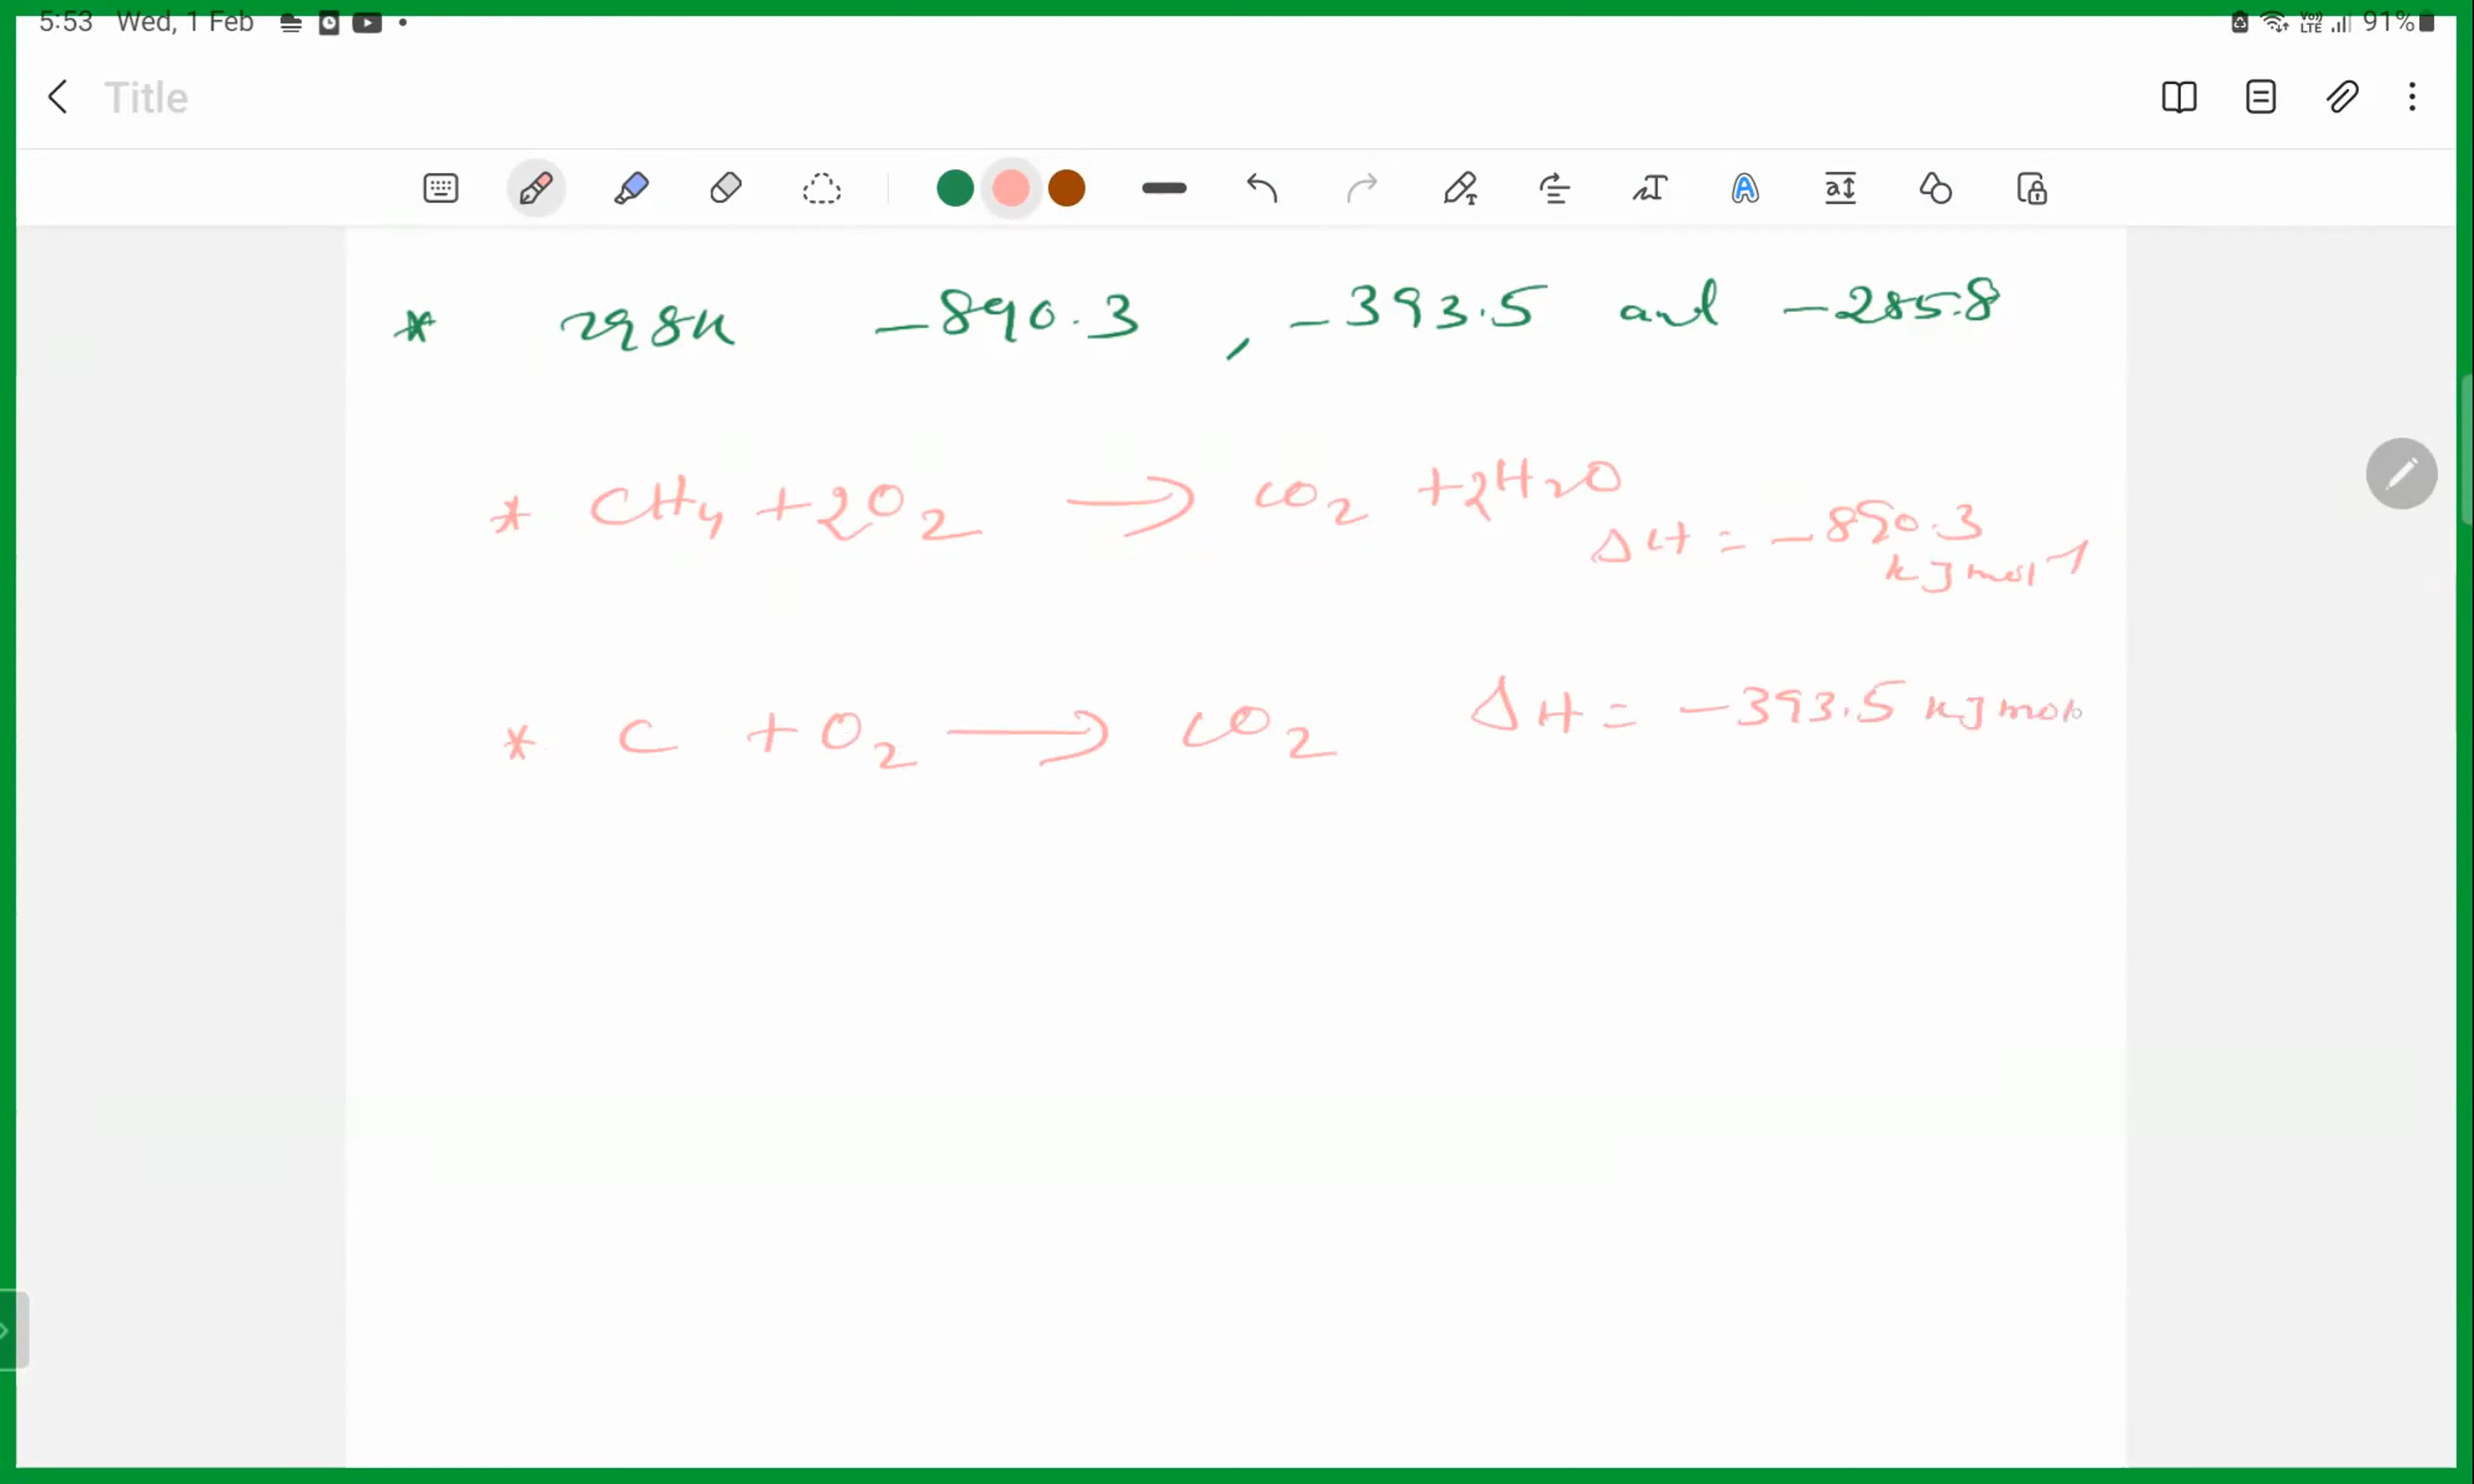 5:53 Wed, 1 Feb 91%
Title
* 298K -890.3 , -393.5 and -285.8
* CH4 + 2O2 → CO2 + 2H2O
ΔH = -890.3
kJ mol-1
* C + O2 → CO2 ΔH = -393.5 kJ mol